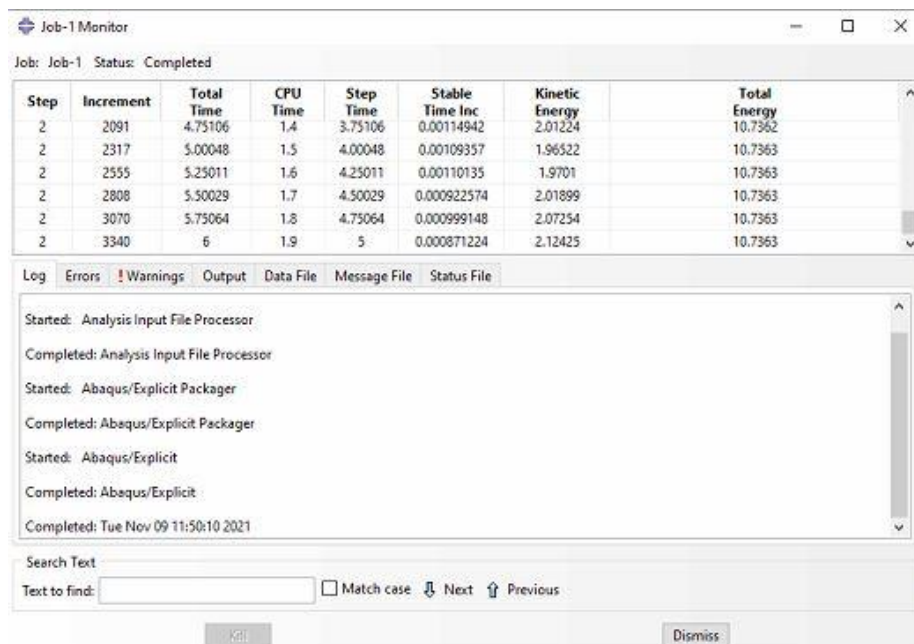 Job-1 Monitor
Job: Job-1 Status: Completed
Step Increment Total Time CPU Time Step Time Stable Time Inc Kinetic Energy Total Energy
2 2091 4.75106 1.4 3.75106 0.00114942 2.01224 10.7362
2 2317 5.00048 1.5 4.00048 0.00109357 1.96522 10.7363
2 2555 5.25011 1.6 4.25011 0.00110135 1.9701 10.7363
2 2808 5.50029 1.7 4.50029 0.000922574 2.01899 10.7363
2 3070 5.75064 1.8 4.75064 0.000999148 2.07254 10.7363
2 3340 6 1.9 5 0.000871224 2.12425 10.7363
Log Errors ! Warnings Output Data File Message File Status File
Started: Analysis Input File Processor
Completed: Analysis Input File Processor
Started: Abaqus/Explicit Packager
Completed: Abaqus/Explicit Packager
Started: Abaqus/Explicit
Completed: Abaqus/Explicit
Completed: Tue Nov 09 11:50:10 2021
Search Text
Text to find: Match case Next Previous
Kill Dismiss